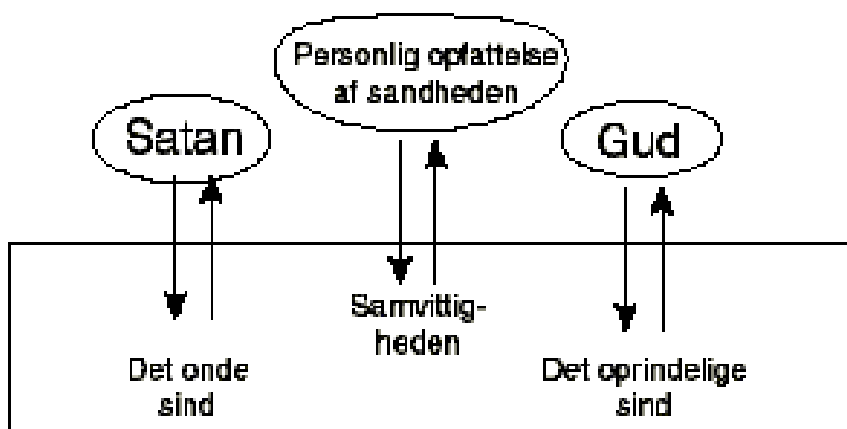 Personlig opfattelse
af sandheden
Satan
Gud
Samvittig-
heden
Det onde
sind
Det oprindelige
sind